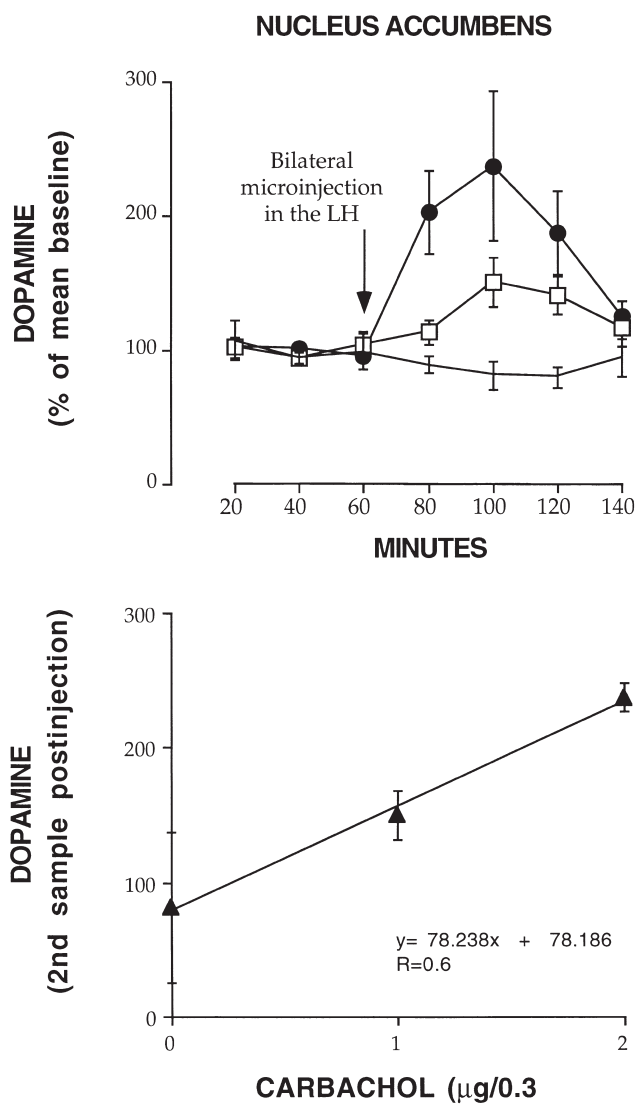 NUCLEUS ACCUMBENS
DOPAMINE
(% of mean baseline)
300
200
100
0
Bilateral
microinjection
in the LH
20 40 60 80 100 120 140
MINUTES
DOPAMINE
(2nd sample postinjection)
300
200
100
0
y= 78.238x + 78.186
R=0.6
0 1 2
CARBACHOL (μg/0.3